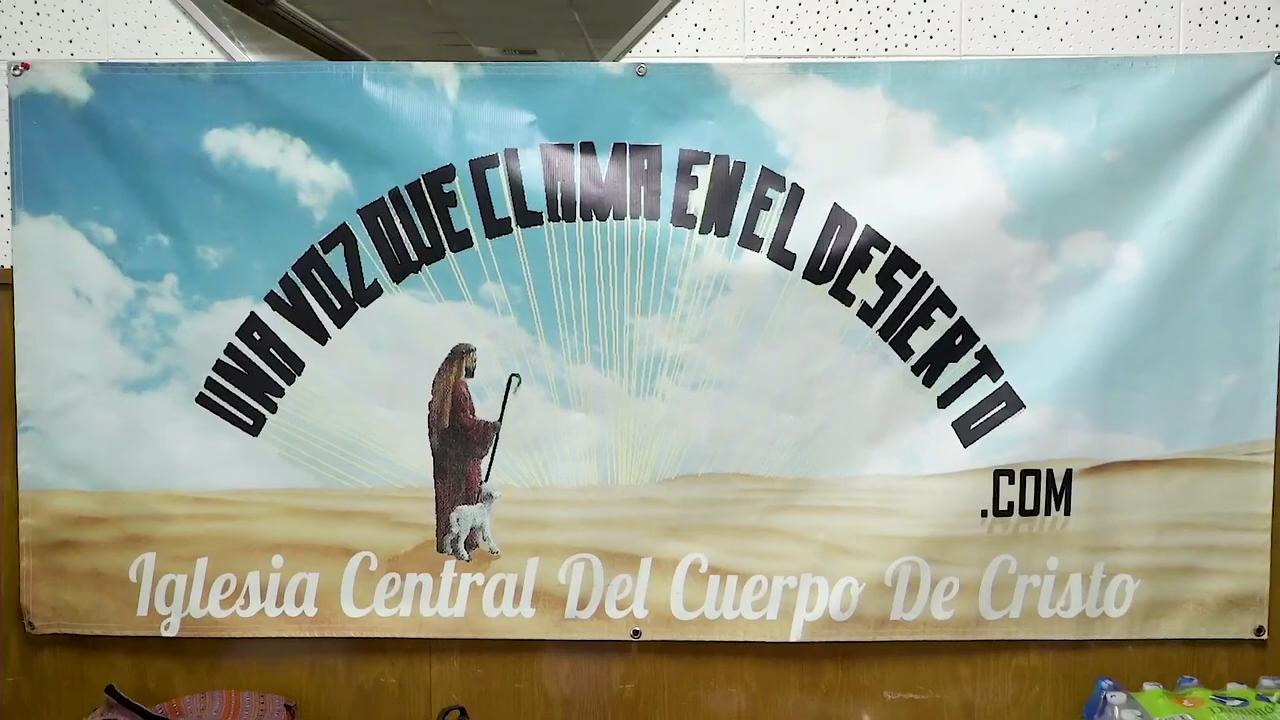 UNA VOZ QUE CLAMA EN EL DESIERTO
.COM
Iglesia Central Del Cuerpo De Cristo